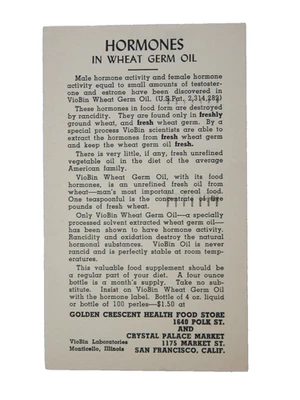 HORMONES
IN WHEAT GERM OIL
Male hormone activity and female hormone
activity equal to small amounts of testoster-
one and estrone have been discovered in
VioBin Wheat Germ Oil. (U.S.Pat. 2,314,282)
These hormones in food form are destroyed
by rancidity. They are found only in freshly
ground wheat, and fresh wheat germ. By a
special process VioBin scientists are able to
extract the hormones from fresh wheat germ
and keep the wheat germ oil fresh.
There is very little, if any, fresh unrefined
vegetable oil in the diet of the average
American family.
VioBin Wheat Germ Oil, with its food
hormones, is an unrefined fresh oil from
wheat—man's most important cereal food.
One teaspoonful is the concentrate of
pounds of fresh wheat.
Only VioBin Wheat Germ Oil—a specially
processed solvent extracted wheat germ oil—
has been shown to have hormone activity.
Rancidity and oxidation destroy the natural
hormonal substances. VioBin Oil is never
rancid and is perfectly stable at room temp-
eratures.
This valuable food supplement should be
a regular part of your diet. A four ounce
bottle is a month's supply. Take no sub-
stitute. Insist on VioBin Wheat Germ Oil
with the hormone label. Bottle of 4 oz. liquid
or bottle of 100 perles—$1.50 at
GOLDEN CRESCENT HEALTH FOOD STORE
1640 POLK ST.
AND
CRYSTAL PALACE MARKET
VioBin Laboratories 1175 MARKET ST.
Monticello, Illinois SAN FRANCISCO, CALIF.